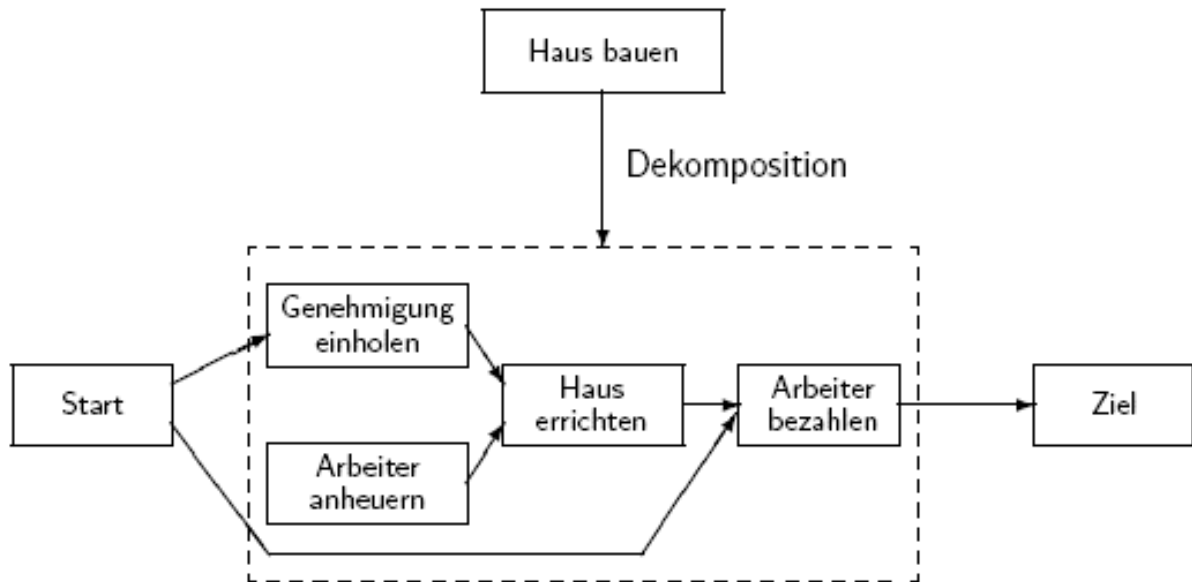 Haus bauen
Dekomposition
Start
Genehmigung
einholen
Arbeiter
anheuern
Haus
errichten
Arbeiter
bezahlen
Ziel